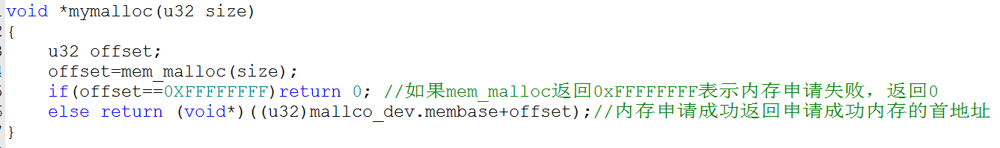 void *mymalloc(u32 size)
{
    u32 offset;
    offset=mem_malloc(size);
    if(offset==0XFFFFFFFF)return 0; //如果mem_malloc返回0xFFFFFFFF表示内存申请失败，返回0
    else return (void*)((u32)mallco_dev.membase+offset);//内存申请成功返回申请成功内存的首地址
}